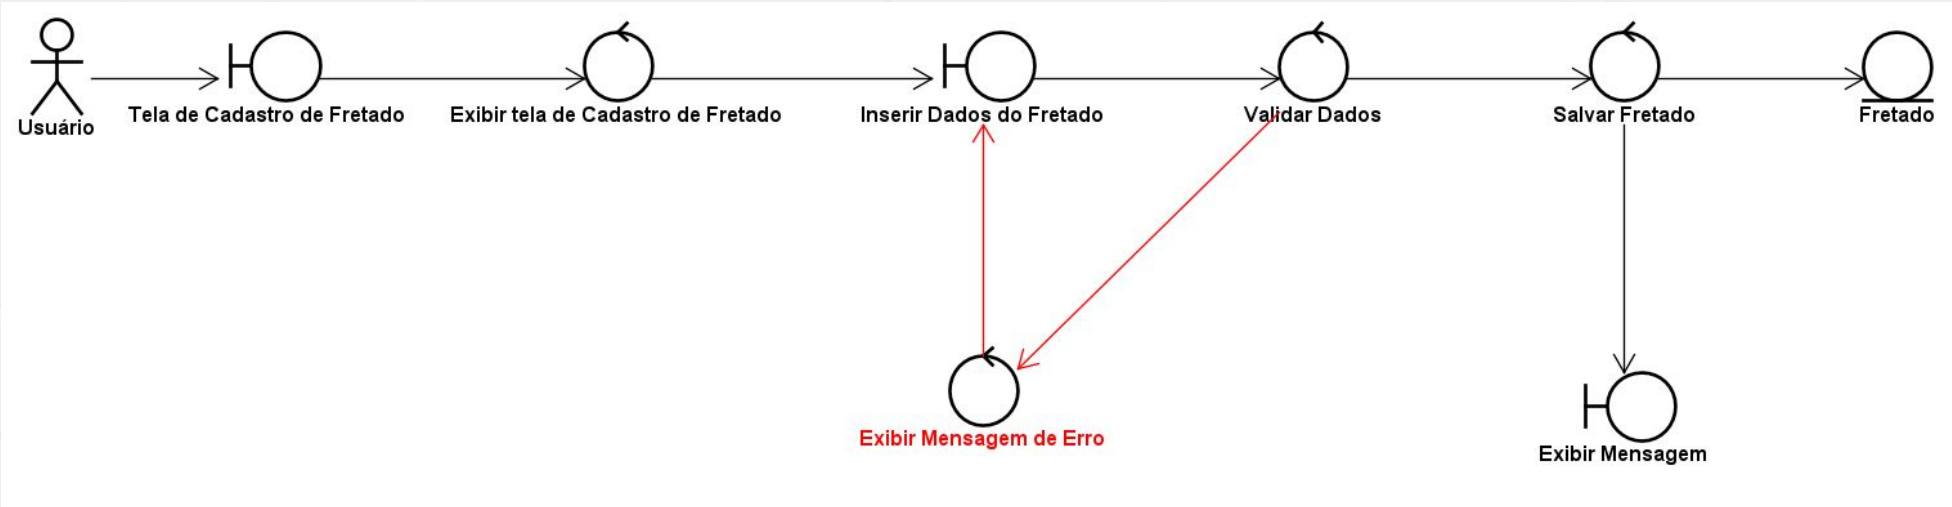 Usuário
Tela de Cadastro de Fretado
Exibir tela de Cadastro de Fretado
Inserir Dados do Fretado
Validar Dados
Salvar Fretado
Fretado
Exibir Mensagem de Erro
Exibir Mensagem